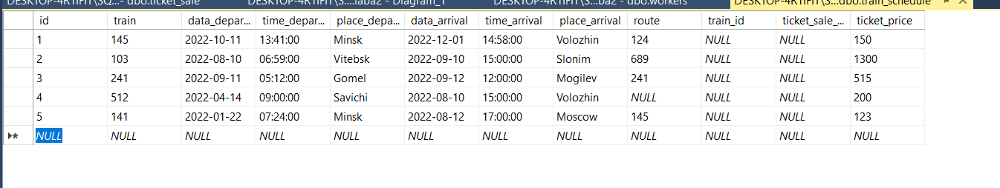 DESKTOP-4R1IFIT\SQ...- dbo.ticket_sale DESKTOP-4R1IFIT\S...laba2 - Diagram_1 DESKTOP-4R1IFIT\S...ba2 - dbo.workers DESKTOP-4R1IFIT\S...dbo.train_schedule
id train data_depar... time_depar... place_depa... data_arrival time_arrival place_arrival route train_id ticket_sale_... ticket_price
1 145 2022-10-11 13:41:00 Minsk 2022-12-01 14:58:00 Volozhin 124 NULL NULL 150
2 103 2022-08-10 06:59:00 Vitebsk 2022-09-10 15:00:00 Slonim 689 NULL NULL 1300
3 241 2022-09-11 05:12:00 Gomel 2022-09-12 12:00:00 Mogilev 241 NULL NULL 515
4 512 2022-04-14 09:00:00 Savichi 2022-08-10 15:00:00 Volozhin NULL NULL NULL 200
5 141 2022-01-22 07:24:00 Minsk 2022-08-12 17:00:00 Moscow 145 NULL NULL 123
NULL NULL NULL NULL NULL NULL NULL NULL NULL NULL NULL NULL